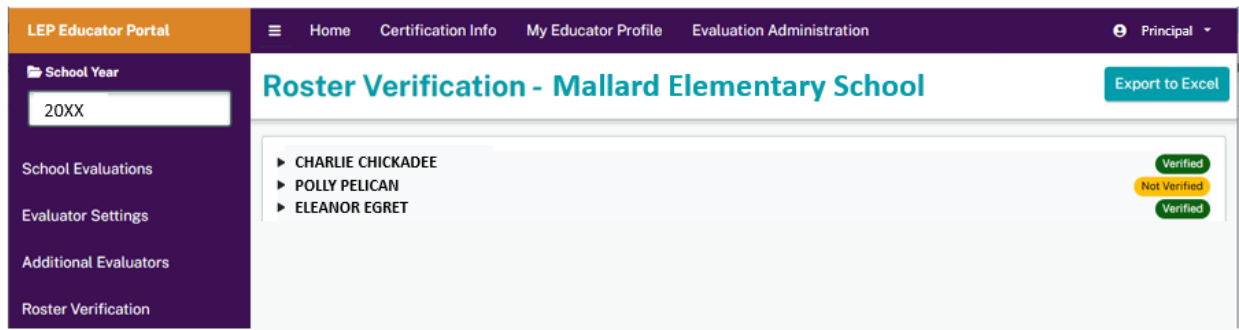 LEP Educator Portal
☰ Home Certification Info My Educator Profile Evaluation Administration Principal
School Year
20XX
School Evaluations
Evaluator Settings
Additional Evaluators
Roster Verification
Roster Verification - Mallard Elementary School
Export to Excel
CHARLIE CHICKADEE Verified
POLLY PELICAN Not Verified
ELEANOR EGRET Verified